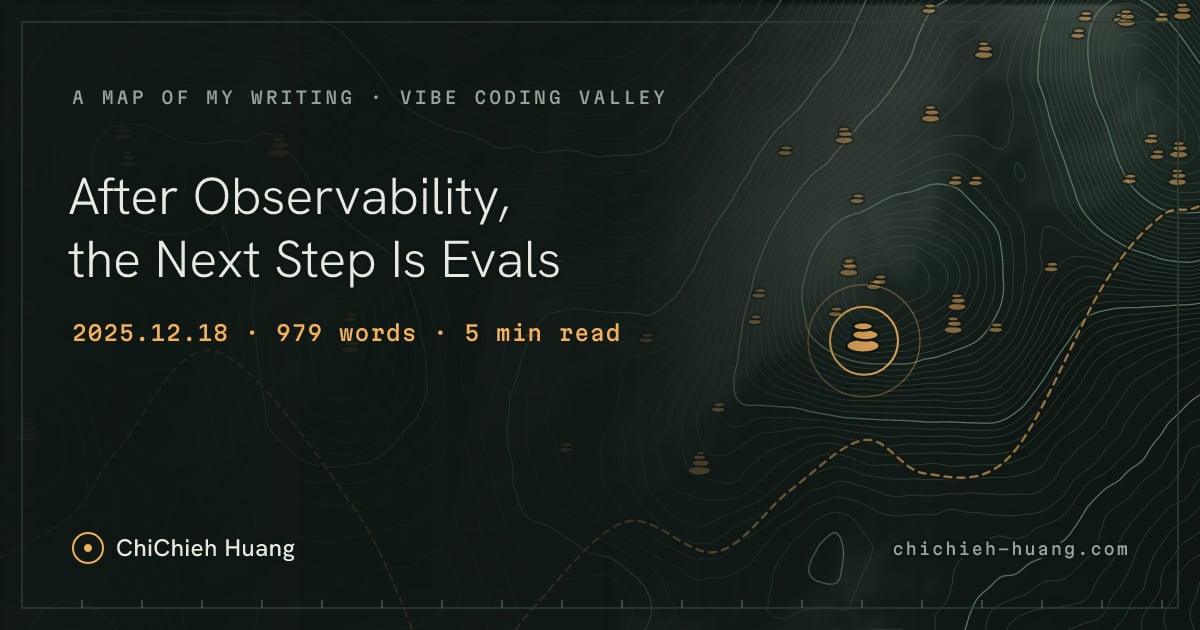 A MAP OF MY WRITING · VIBE CODING VALLEY
After Observability,
the Next Step Is Evals
2025.12.18 · 979 words · 5 min read
ChiChieh Huang
chichieh-huang.com